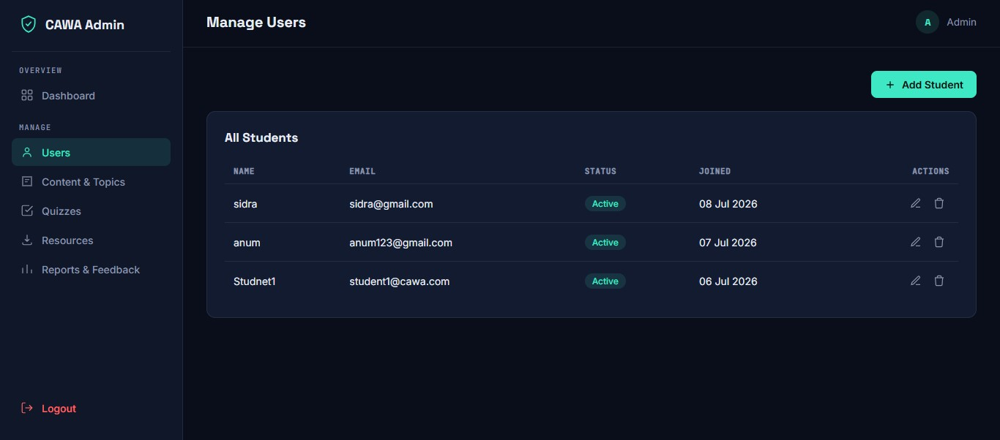 CAWA Admin
Manage Users
A Admin
OVERVIEW
Dashboard
MANAGE
Users
Content & Topics
Quizzes
Resources
Reports & Feedback
Logout
+ Add Student
All Students
NAME EMAIL STATUS JOINED ACTIONS
sidra sidra@gmail.com Active 08 Jul 2026
anum anum123@gmail.com Active 07 Jul 2026
Studnet1 student1@cawa.com Active 06 Jul 2026